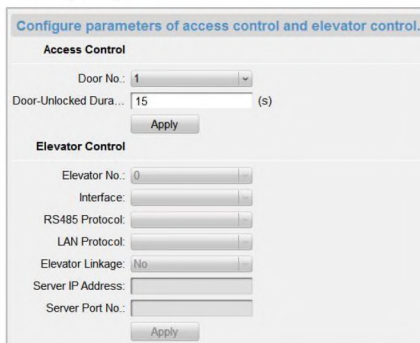 Configure parameters of access control and elevator control.
Access Control
Door No.: 1
Door-Unlocked Dura... 15 (s)
Apply
Elevator Control
Elevator No.: 0
Interface:
RS485 Protocol:
LAN Protocol:
Elevator Linkage: No
Server IP Address:
Server Port No.:
Apply